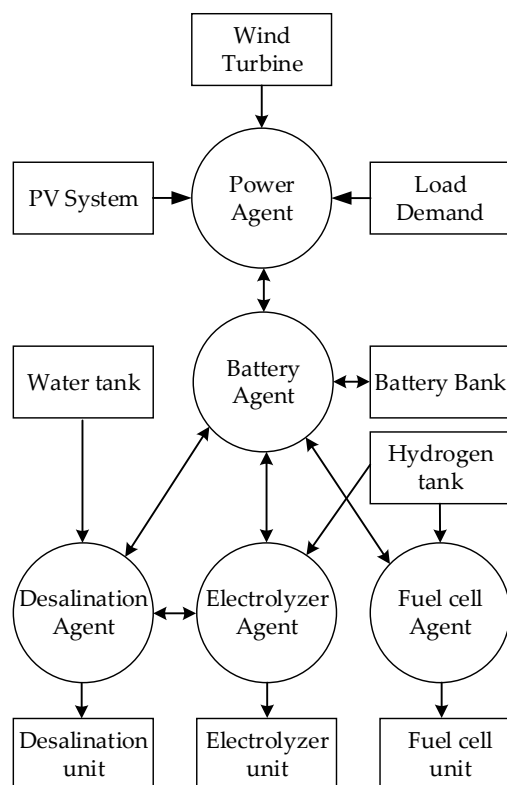 Wind
Turbine
PV System
Power
Agent
Load
Demand
Water tank
Battery
Agent
Battery Bank
Hydrogen
tank
Desalination
Agent
Electrolyzer
Agent
Fuel cell
Agent
Desalination
unit
Electrolyzer
unit
Fuel cell
unit